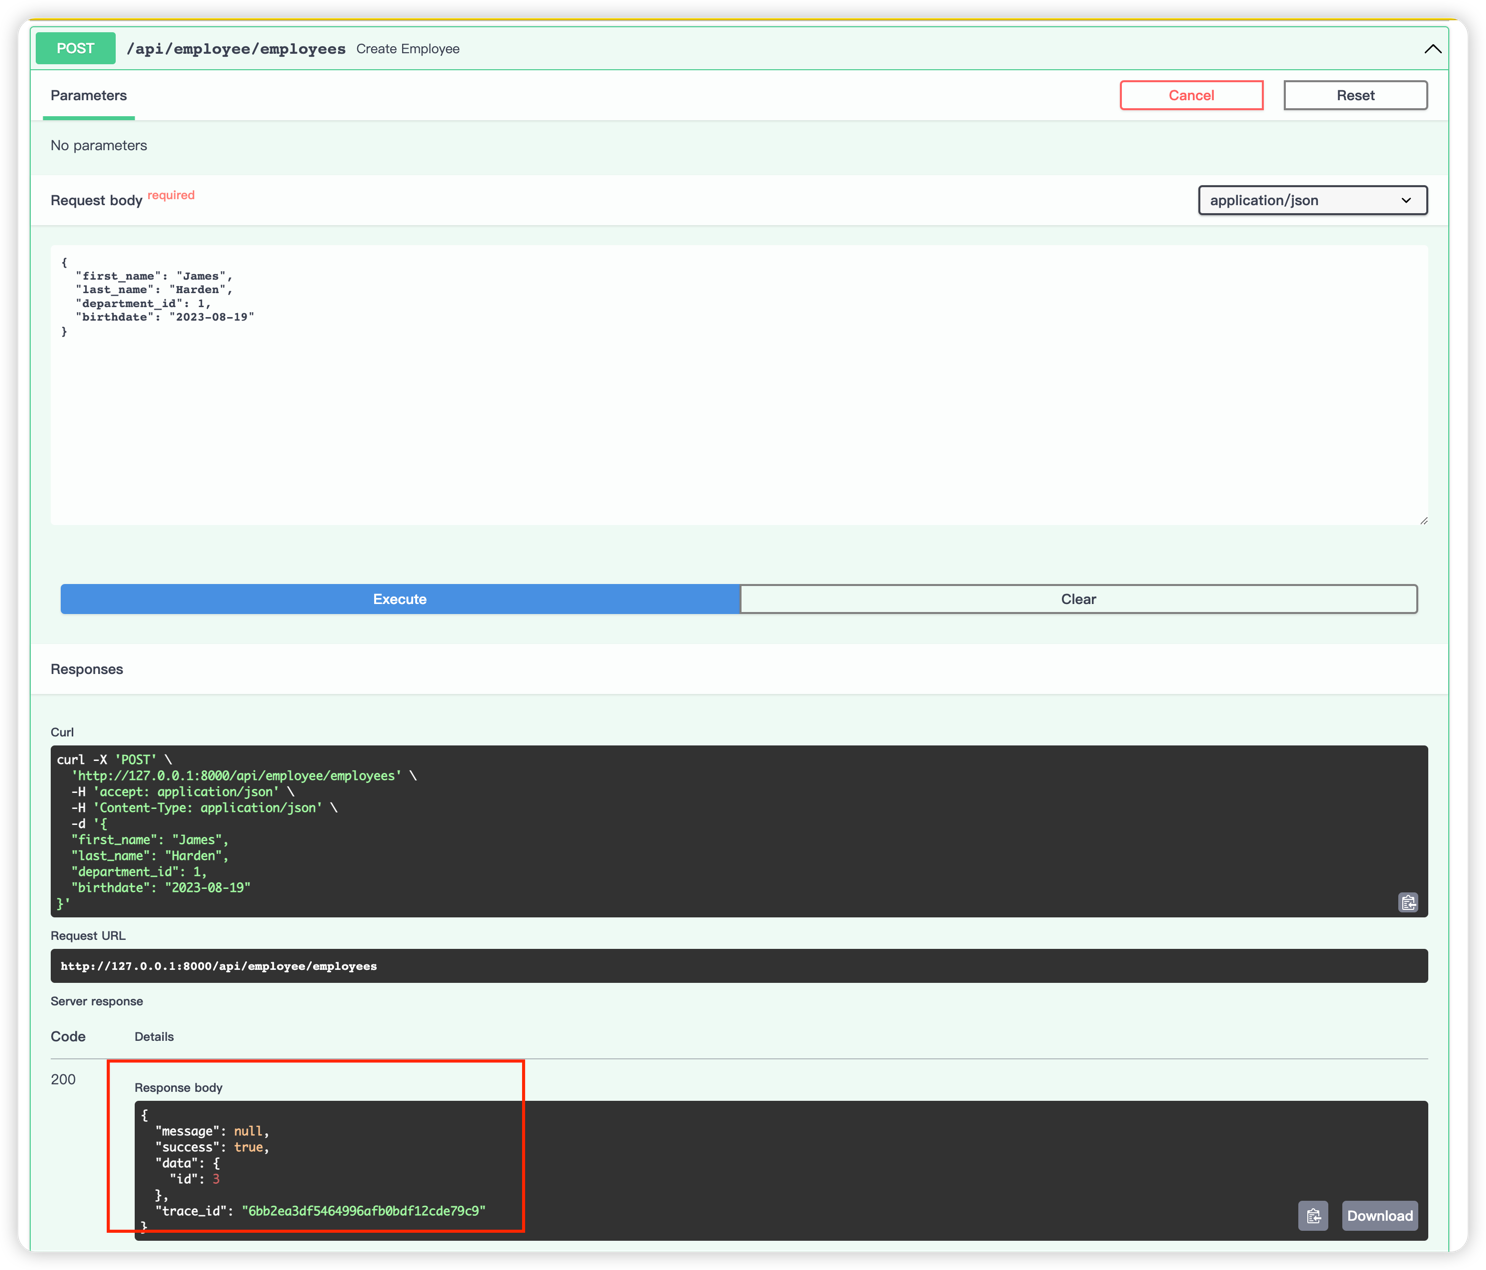 POST /api/employee/employees Create Employee
Parameters
Cancel
Reset
No parameters
Request body required
application/json
{
  "first_name": "James",
  "last_name": "Harden",
  "department_id": 1,
  "birthdate": "2023-08-19"
}
Execute
Clear
Responses
Curl
curl -X 'POST' \
  'http://127.0.0.1:8000/api/employee/employees' \
  -H 'accept: application/json' \
  -H 'Content-Type: application/json' \
  -d '{
  "first_name": "James",
  "last_name": "Harden",
  "department_id": 1,
  "birthdate": "2023-08-19"
}'
Request URL
http://127.0.0.1:8000/api/employee/employees
Server response
Code Details
200
Response body
{
  "message": null,
  "success": true,
  "data": {
    "id": 3
  },
  "trace_id": "6bb2ea3df5464996afb0bdf12cde79c9"
}
Download